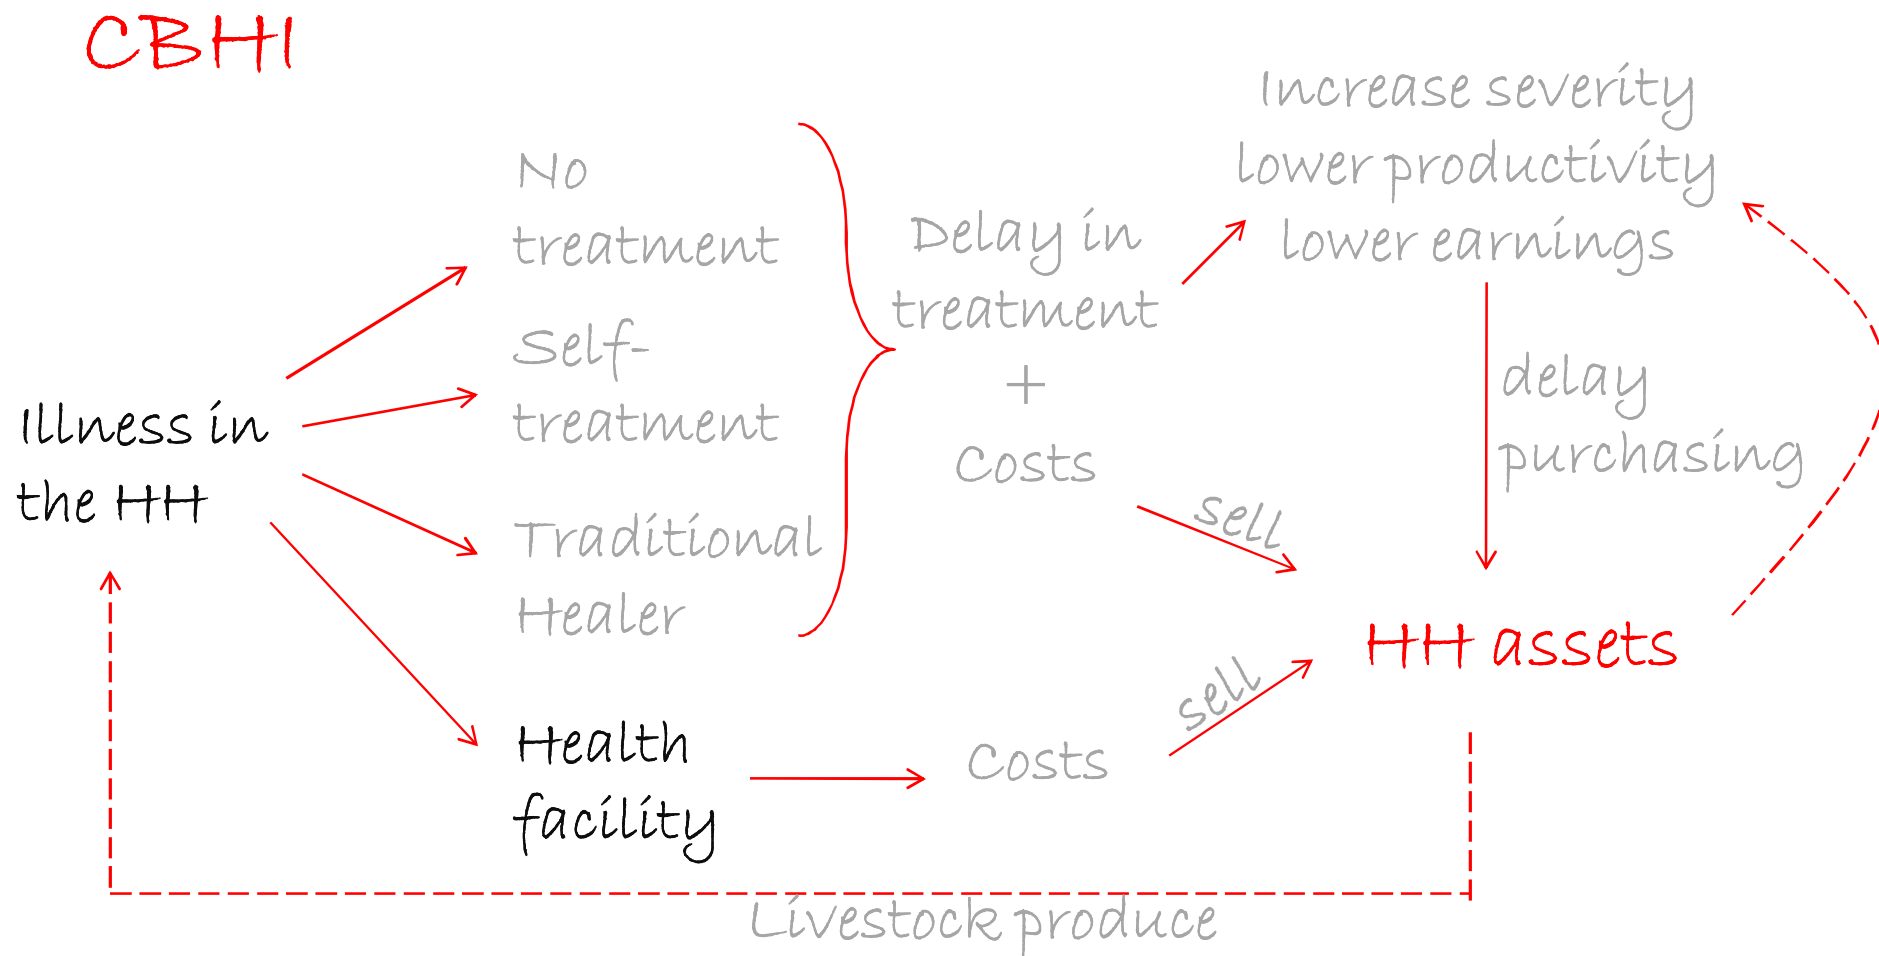 CBHI
Increase severity
lower productivity
lower earnings
No
treatment
Self-
treatment
Traditional
Healer
Delay in
treatment
+
Costs
delay
purchasing
Illness in
the HH
sell
HH assets
sell
Health
facility
Costs
Livestock produce